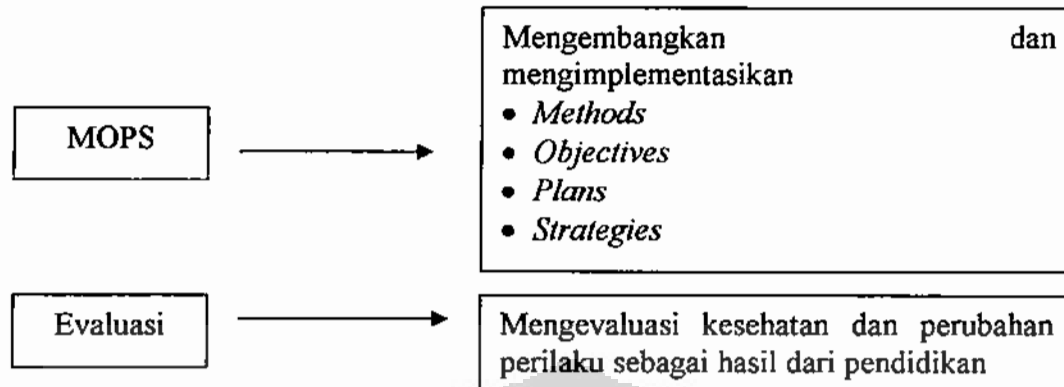 MOPS
Mengembangkan dan
mengimplementasikan
• Methods
• Objectives
• Plans
• Strategies
Evaluasi
Mengevaluasi kesehatan dan perubahan
perilaku sebagai hasil dari pendidikan